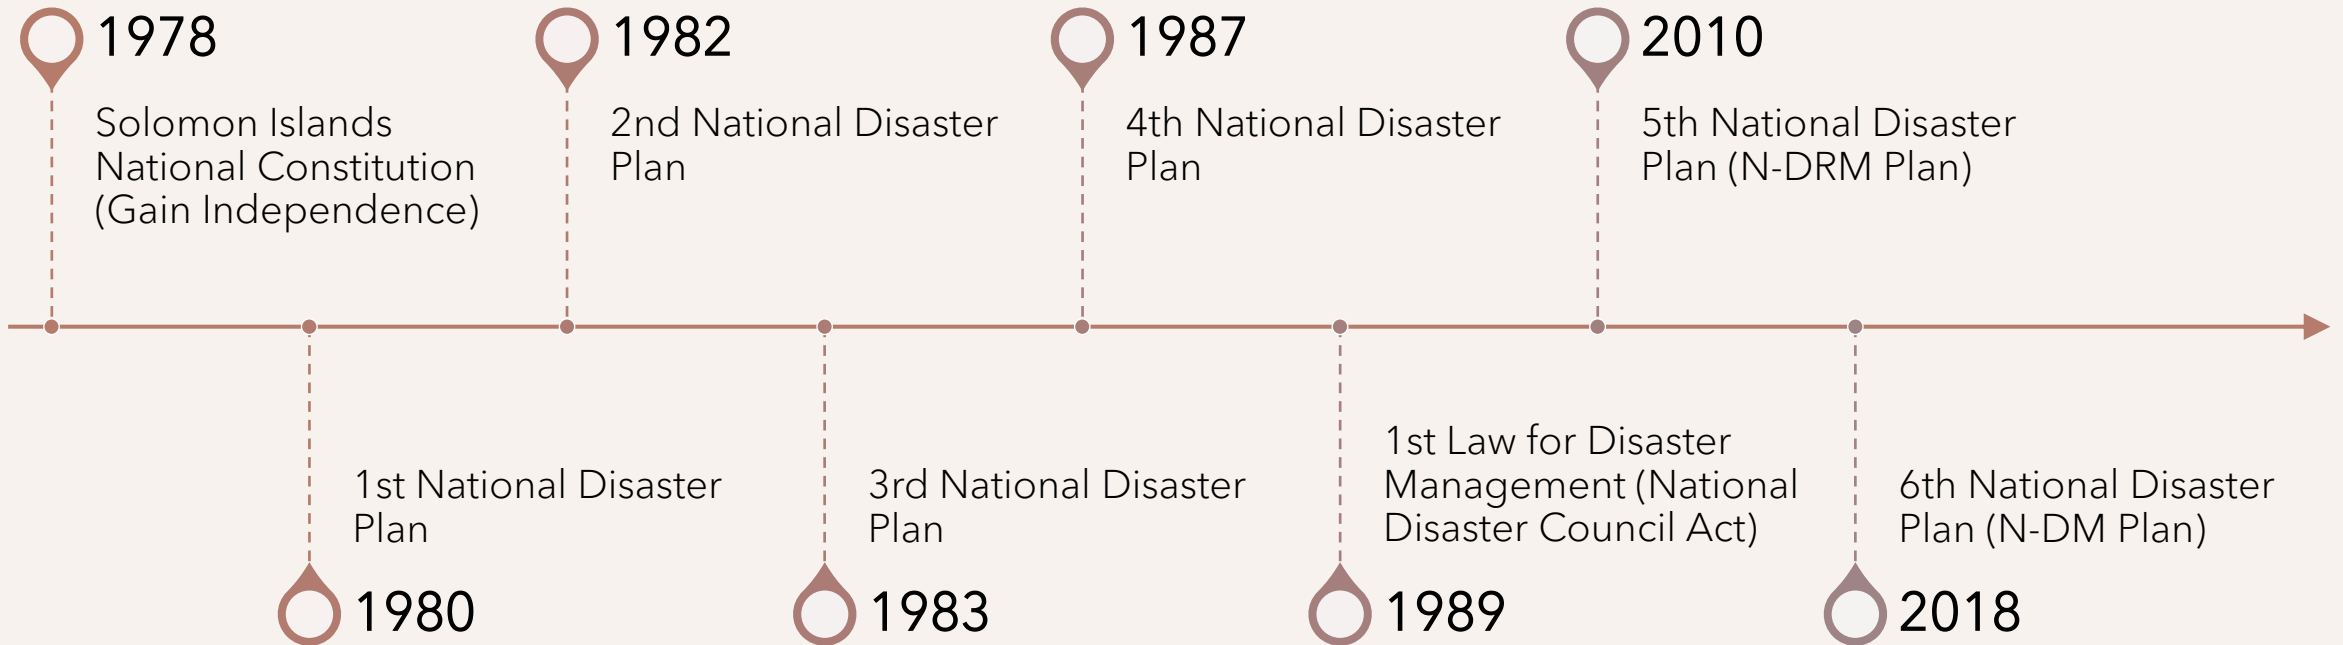 1978
Solomon Islands
National Constitution
(Gain Independence)
1980
1st National Disaster
Plan
1982
2nd National Disaster
Plan
1983
3rd National Disaster
Plan
1987
4th National Disaster
Plan
1989
1st Law for Disaster
Management (National
Disaster Council Act)
2010
5th National Disaster
Plan (N-DRM Plan)
2018
6th National Disaster
Plan (N-DM Plan)